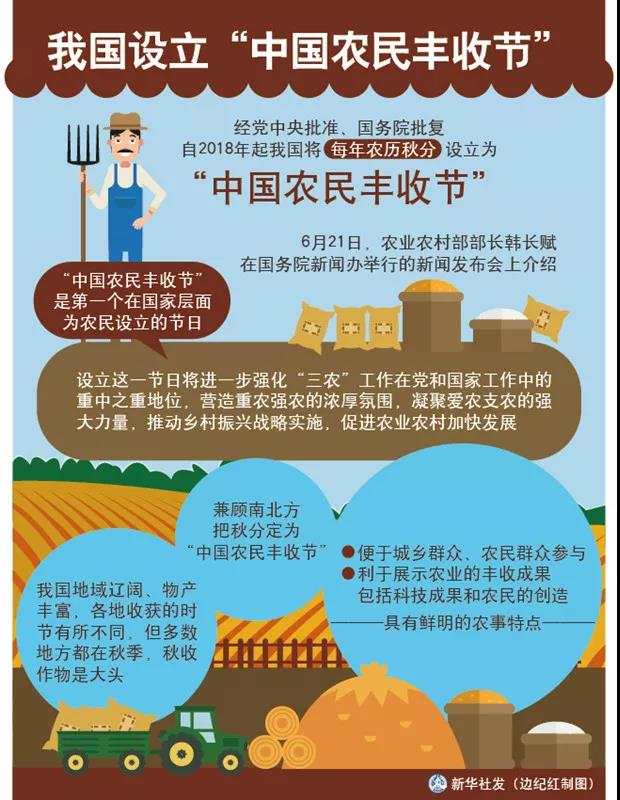 我国设立“中国农民丰收节”
经党中央批准、国务院批复
自2018年起我国将 每年农历秋分 设立为
“中国农民丰收节”
6月21日，农业农村部部长韩长赋
在国务院新闻办举行的新闻发布会上介绍
“中国农民丰收节”
是第一个在国家层面
为农民设立的节日
设立这一节日将进一步强化“三农”工作在党和国家工作中的
重中之重地位，营造重农强农的浓厚氛围，凝聚爱农支农的强
大力量，推动乡村振兴战略实施，促进农业农村加快发展
兼顾南北方
把秋分定为
“中国农民丰收节”
我国地域辽阔、物产
丰富，各地收获的时
节有所不同，但多数
地方都在秋季，秋收
作物是大头
●便于城乡群众、农民群众参与
●利于展示农业的丰收成果
包括科技成果和农民的创造
——具有鲜明的农事特点——
新华社发（边纪红制图）